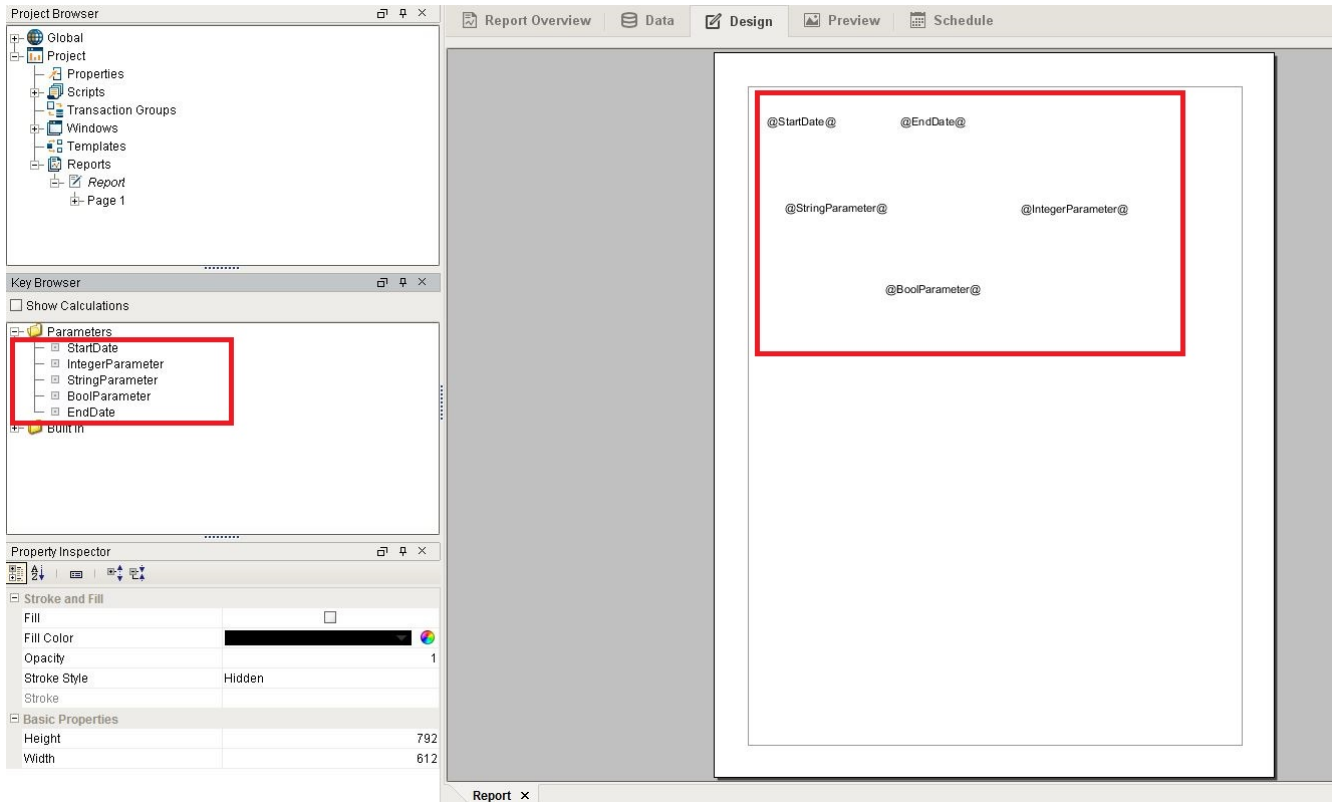 Project Browser
Global
Project
Properties
Scripts
Transaction Groups
Windows
Templates
Reports
Report
Page 1
Key Browser
Show Calculations
Parameters
StartDate
IntegerParameter
StringParameter
BoolParameter
EndDate
Built In
Property Inspector
Stroke and Fill
Fill
Fill Color
Opacity 1
Stroke Style Hidden
Stroke
Basic Properties
Height 792
Width 612
Report Overview Data Design Preview Schedule
@StartDate@ @EndDate@
@StringParameter@ @IntegerParameter@
@BoolParameter@
Report